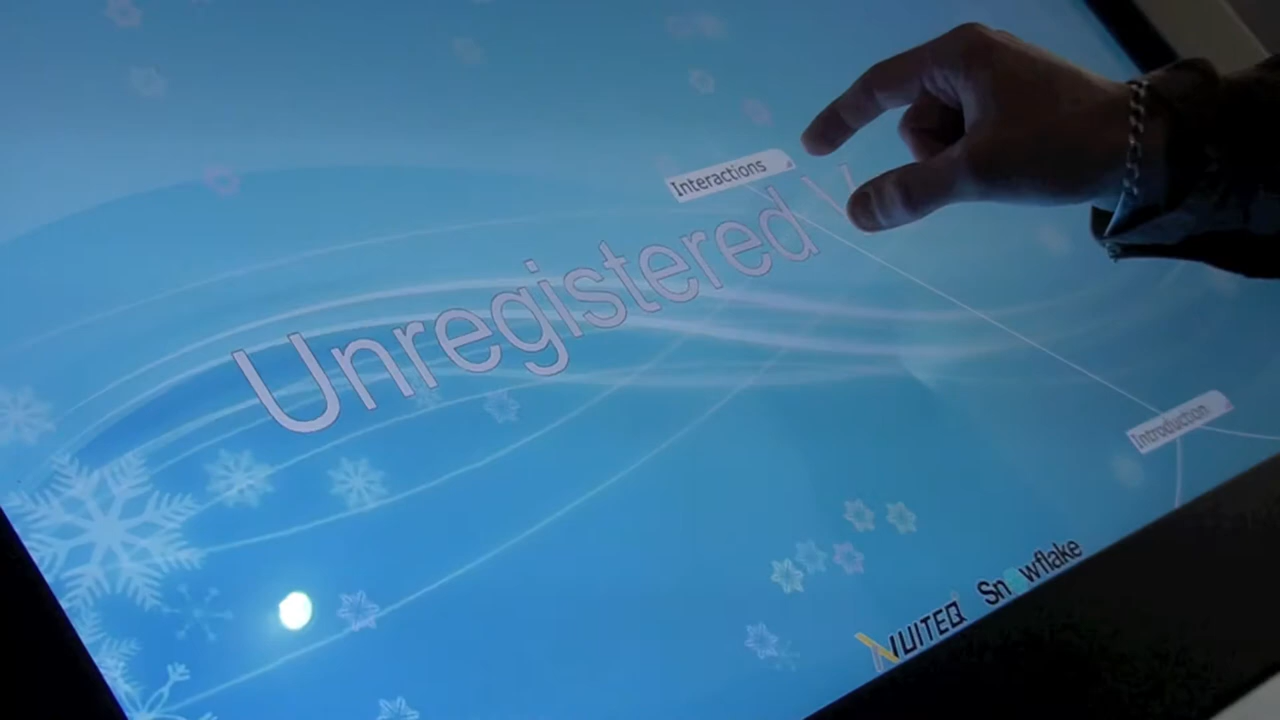 Interactions
Unregistered V
Introduction
NUITEQ Snowflake